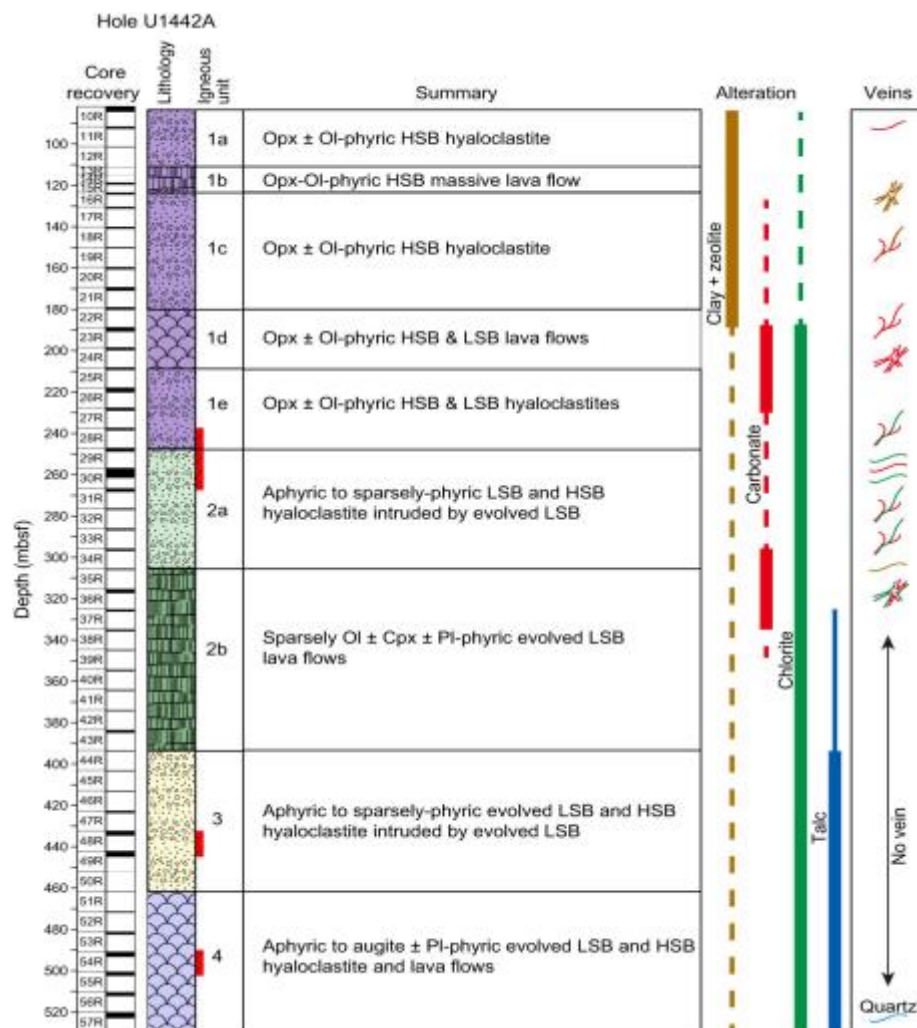 Hole U1442A
Core recovery
Lithology
Igneous unit
Summary
Alteration
Veins
Depth (mbsf)
100
120
140
160
180
200
220
240
260
280
300
320
340
360
380
400
420
440
460
480
500
520
10R
11R
12R
16R
17R
18R
19R
20R
21R
22R
23R
24R
25R
26R
27R
28R
29R
30R
31R
32R
33R
34R
35R
36R
37R
38R
39R
40R
41R
42R
43R
44R
45R
46R
47R
48R
49R
50R
51R
52R
53R
54R
55R
56R
57R
1a
Opx ± Ol-phyric HSB hyaloclastite
1b
Opx-Ol-phyric HSB massive lava flow
1c
Opx ± Ol-phyric HSB hyaloclastite
1d
Opx ± Ol-phyric HSB & LSB lava flows
1e
Opx ± Ol-phyric HSB & LSB hyaloclastites
2a
Aphyric to sparsely-phyric LSB and HSB
hyaloclastite intruded by evolved LSB
2b
Sparsely Ol ± Cpx ± Pl-phyric evolved LSB
lava flows
3
Aphyric to sparsely-phyric evolved LSB and HSB
hyaloclastite intruded by evolved LSB
4
Aphyric to augite ± Pl-phyric evolved LSB and HSB
hyaloclastite and lava flows
Clay + zeolite
Carbonate
Chlorite
Talc
No vein
Quartz